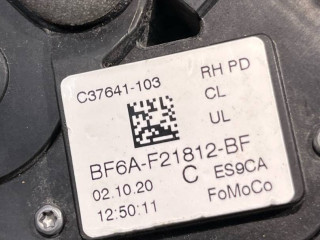 C37641-103 RH PD
CL
UL
BF6A-F21812-BF
02.10.20 C ES9CA
12:50:11 FoMoCo